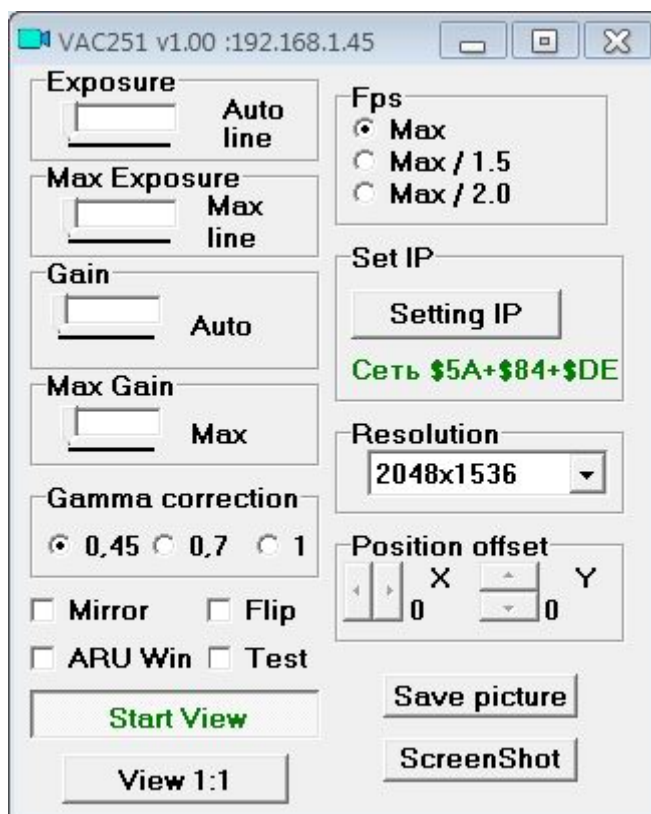 VAC251 v1.00 :192.168.1.45
Exposure
Auto
line
Max Exposure
Max
line
Gain
Auto
Max Gain
Max
Gamma correction
0,45 0,7 1
Mirror Flip
ARU Win Test
Start View
View 1:1
Fps
Max
Max / 1.5
Max / 2.0
Set IP
Setting IP
Сеть $5A+$84+$DE
Resolution
2048x1536
Position offset
X Y
0 0
Save picture
ScreenShot